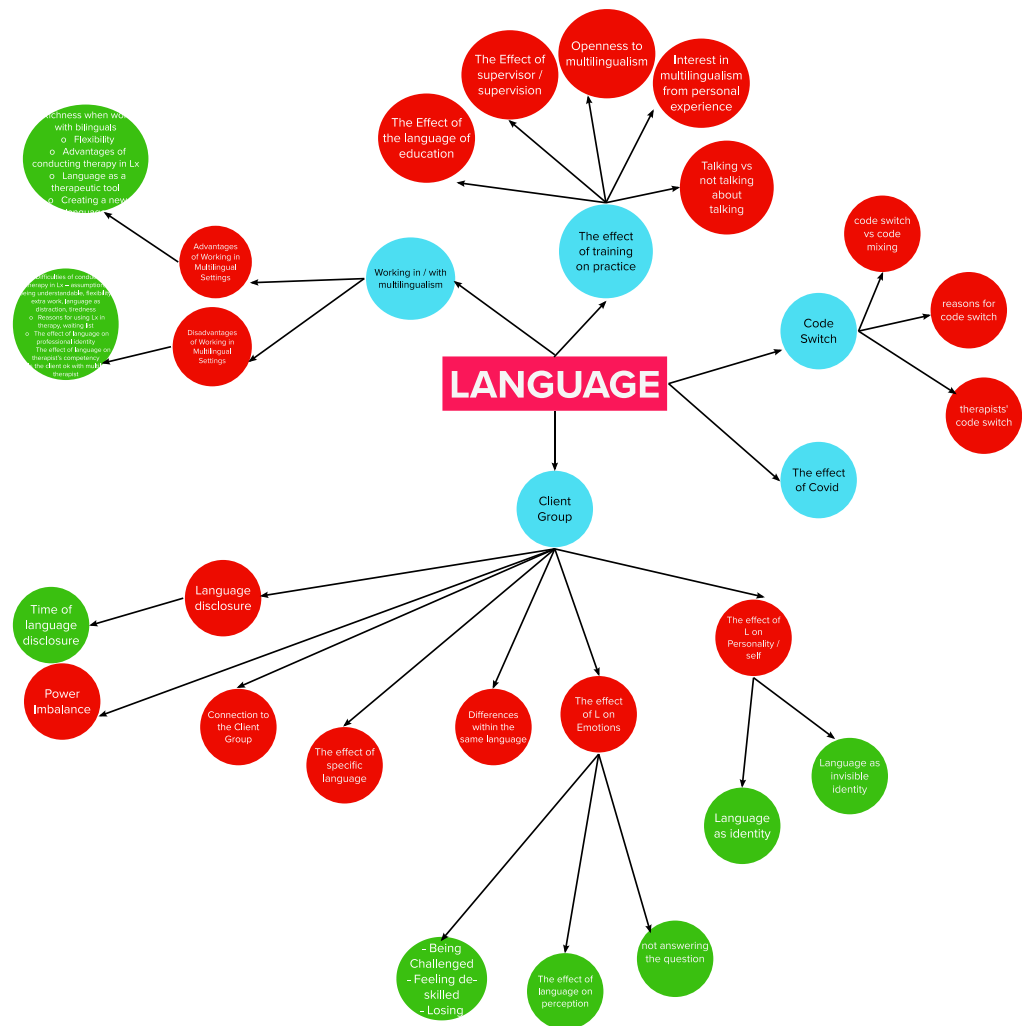 Openness to
multilingualism
The Effect of
supervisor /
supervision
Interest in
multilingualism
from personal
experience
The Effect of
the language of
education
Talking vs
not talking
about
talking
with bilinguals
o Flexibility
o Advantages of
conducting therapy in Lx
o Language as a
therapeutic tool
o Creating a new
Advantages of
Working in
Multilingual
Settings
Working in / with
multilingualism
The effect
of training
on practice
code switch
vs code
mixing
reasons for
code switch
Code
Switch
therapists'
code switch
extra work, language as
distraction, tiredness
o Reasons for using Lx in
therapy, waiting list
o The effect of language on
professional identity
The effect of language on
therapist's competency
therapist
Disadvantages
of Working in
Multilingual
Settings
LANGUAGE
The effect
of Covid
Client
Group
Language
disclosure
Time of
language
disclosure
Power
Imbalance
Connection to
the Client
Group
The effect of
specific
language
Differences
within the
same language
The effect
of L on
Emotions
The effect of
L on
Personality /
self
Language as
invisible
identity
Language
as identity
- Being
Challenged
- Feeling de-
skilled
- Losing
The effect of
language on
perception
not answering
the question